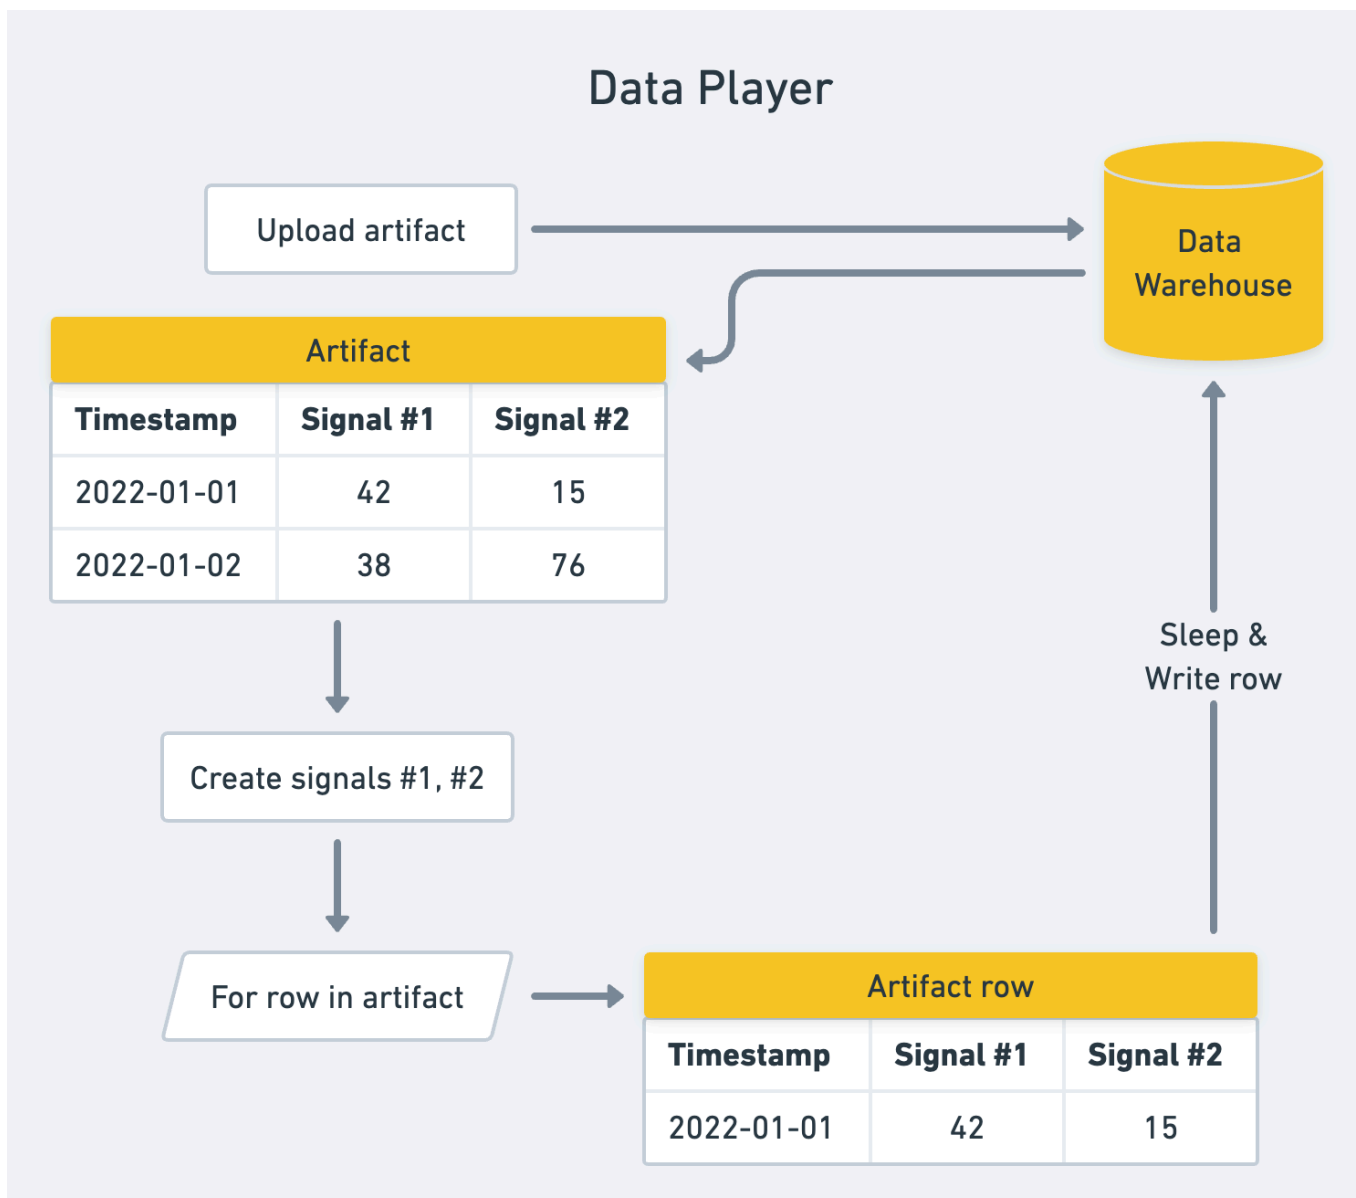 Data Player
Upload artifact
Data
Warehouse
Artifact
Timestamp Signal #1 Signal #2
2022-01-01 42 15
2022-01-02 38 76
Sleep &
Write row
Create signals #1, #2
For row in artifact
Artifact row
Timestamp Signal #1 Signal #2
2022-01-01 42 15